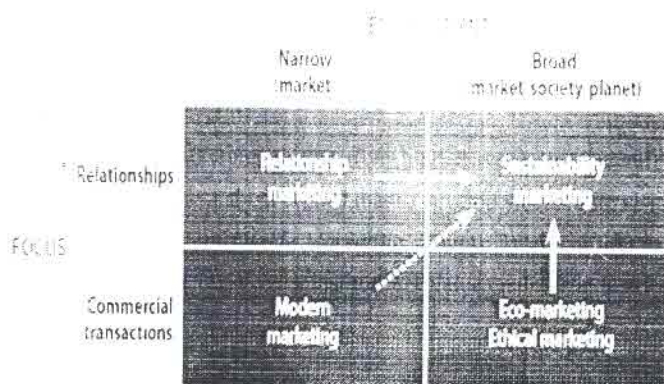 Narrow
Broad
(market
market society planet)
Relationships
Relationship
marketing
Sustainability
marketing
FOCUS
Commercial
transactions
Modern
marketing
Eco-marketing
Ethical marketing